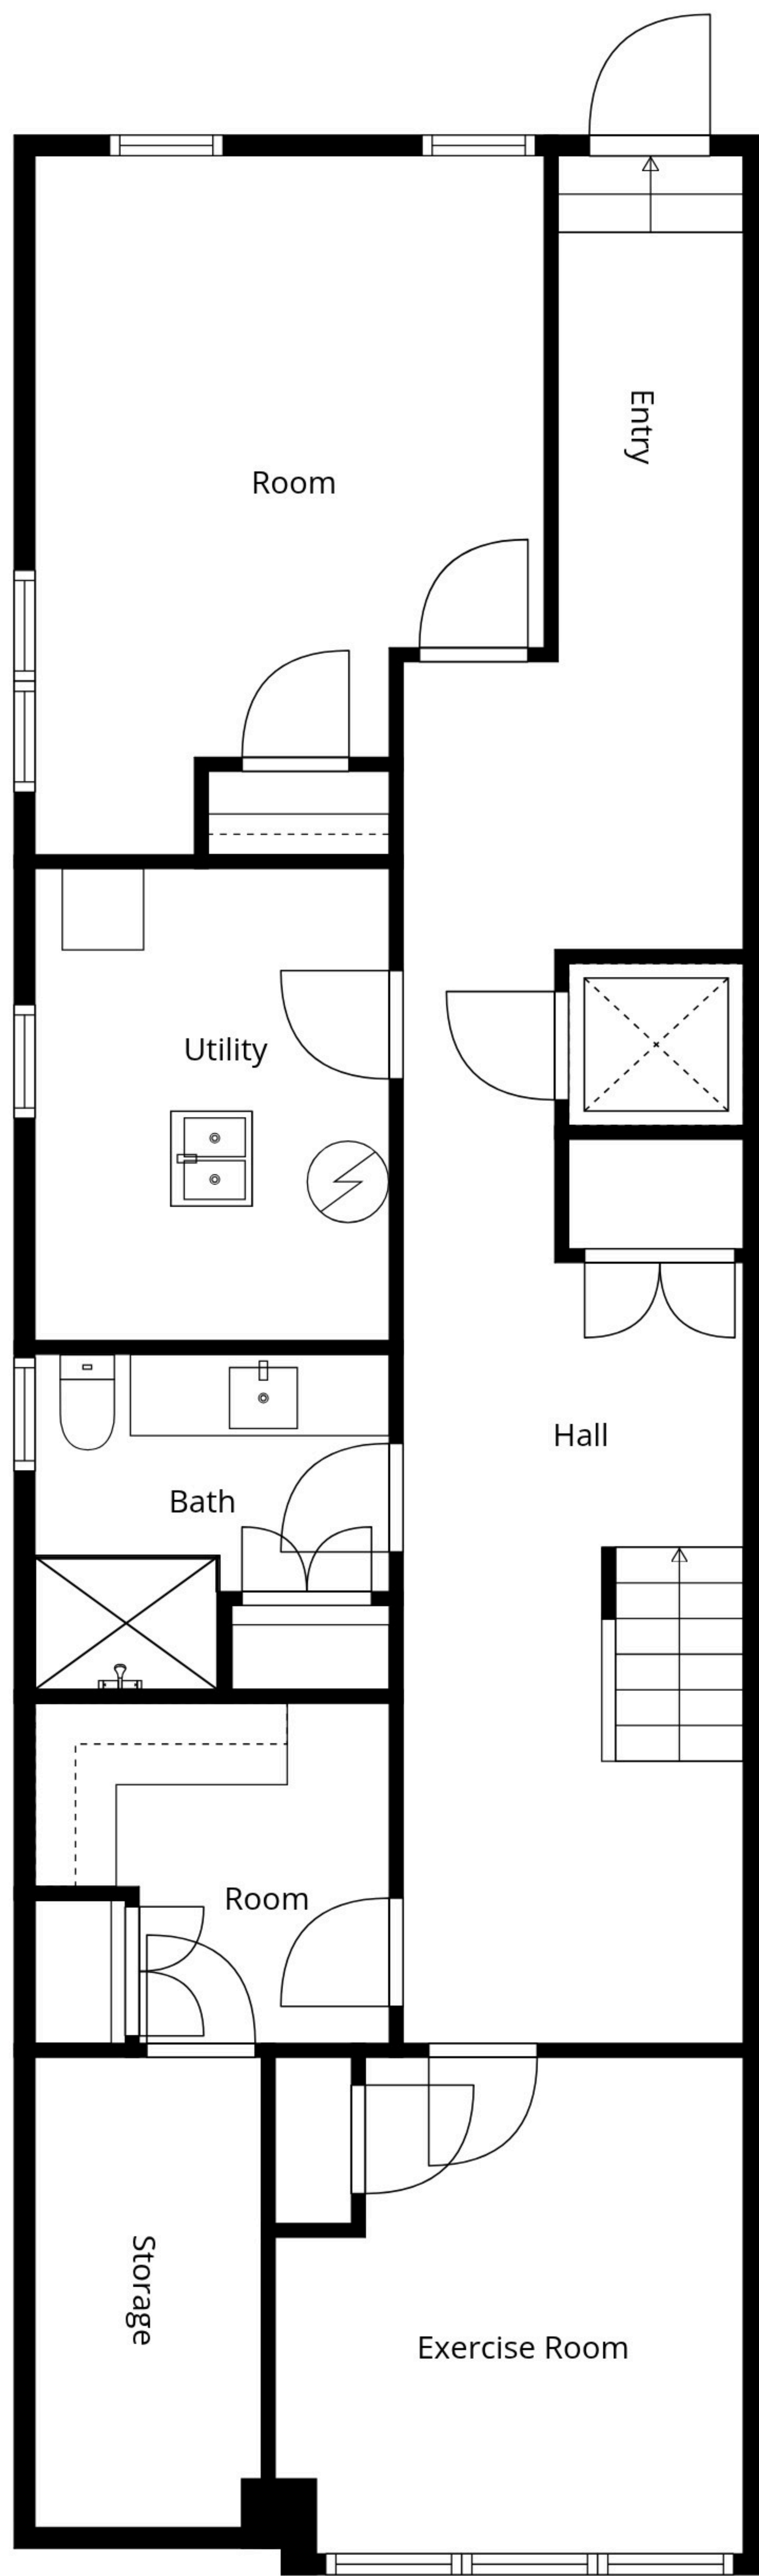 Entry
Room
Utility
Hall
Bath
Room
Storage
Exercise Room